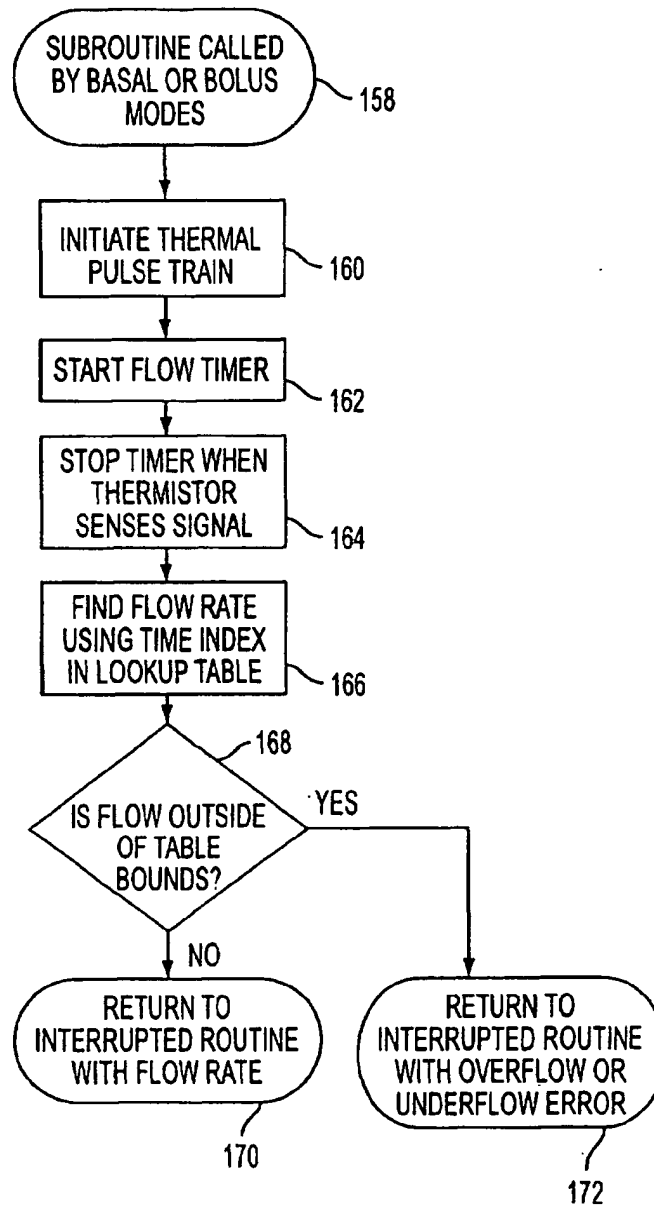 SUBROUTINE CALLED
BY BASAL OR BOLUS
MODES
158
INITIATE THERMAL
PULSE TRAIN
160
START FLOW TIMER
162
STOP TIMER WHEN
THERMISTOR
SENSES SIGNAL
164
FIND FLOW RATE
USING TIME INDEX
IN LOOKUP TABLE
166
168
IS FLOW OUTSIDE
OF TABLE
BOUNDS?
YES
NO
RETURN TO
INTERRUPTED ROUTINE
WITH FLOW RATE
170
RETURN TO
INTERRUPTED ROUTINE
WITH OVERFLOW OR
UNDERFLOW ERROR
172